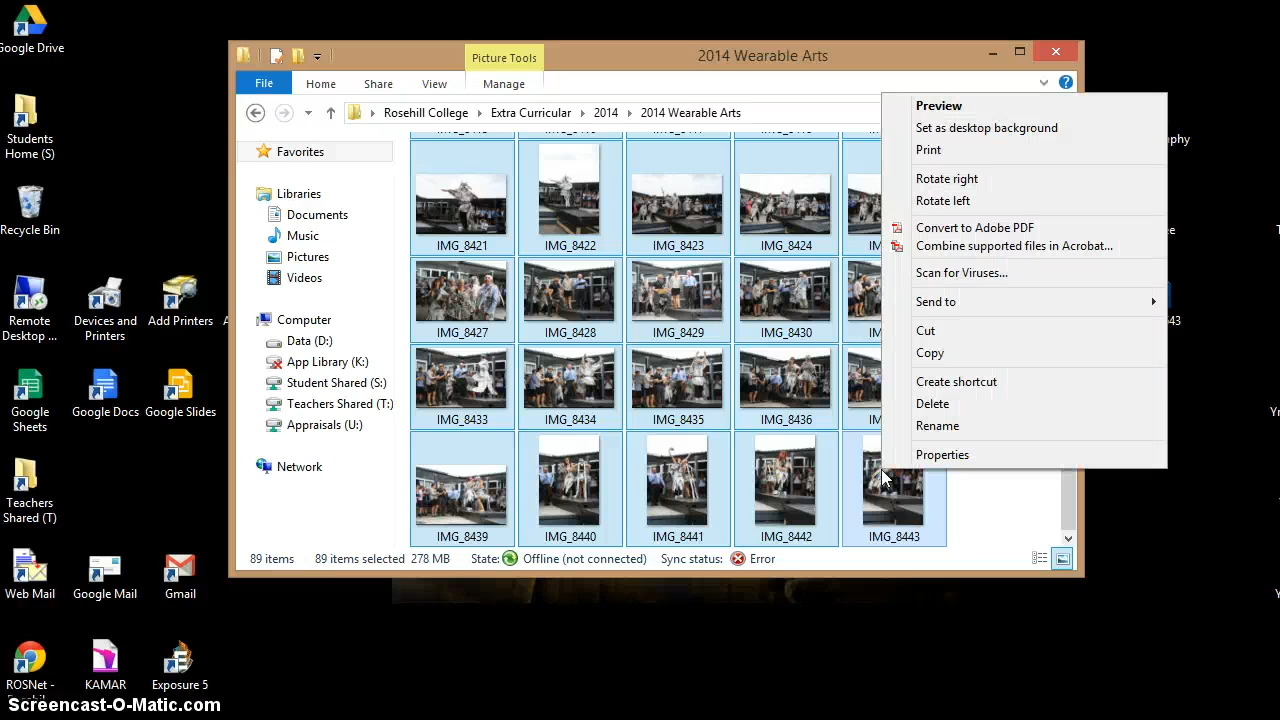 Google Drive
Students
Home (S)
Recycle Bin
Remote
Desktop ...
Devices and
Printers
Add Printers
Google
Sheets
Google Docs
Google Slides
Teachers
Shared (T)
Web Mail
Google Mail
Gmail
ROSNet -
KAMAR
Exposure 5
Picture Tools
2014 Wearable Arts
File
Home
Share
View
Manage
Rosehill College
Extra Curricular
2014
2014 Wearable Arts
Favorites
Libraries
Documents
Music
Pictures
Videos
Computer
Data (D:)
App Library (K:)
Student Shared (S:)
Teachers Shared (T:)
Appraisals (U:)
Network
IMG_8421
IMG_8422
IMG_8423
IMG_8424
IMG_8427
IMG_8428
IMG_8429
IMG_8430
IMG_8433
IMG_8434
IMG_8435
IMG_8436
IMG_8439
IMG_8440
IMG_8441
IMG_8442
IMG_8443
89 items
89 items selected 278 MB
State: Offline (not connected)
Sync status: Error
Preview
Set as desktop background
Print
Rotate right
Rotate left
Convert to Adobe PDF
Combine supported files in Acrobat...
Scan for Viruses...
Send to
Cut
Copy
Create shortcut
Delete
Rename
Properties
Screencast-O-Matic.com